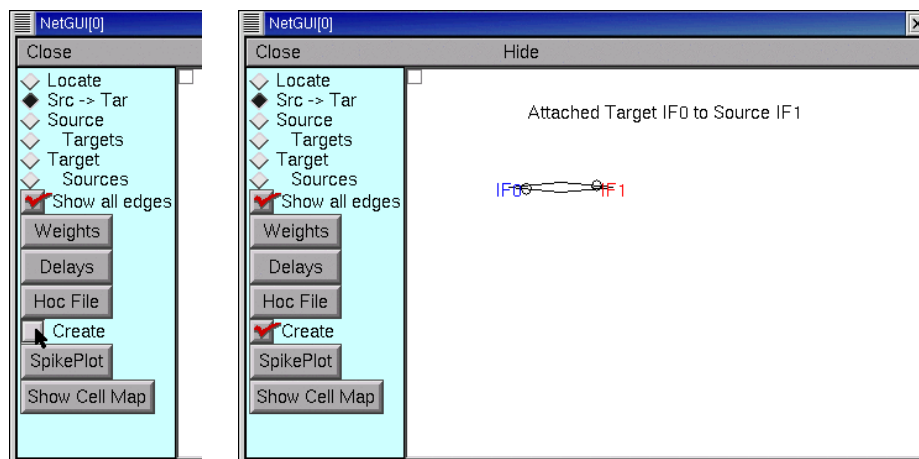 NetGUI[0]
Close
Locate
Src -> Tar
Source
Targets
Target
Sources
Show all edges
Weights
Delays
Hoc File
Create
SpikePlot
Show Cell Map
NetGUI[0]
Close Hide
Locate
Src -> Tar
Source
Targets
Target
Sources
Show all edges
Weights
Delays
Hoc File
Create
SpikePlot
Show Cell Map
Attached Target IF0 to Source IF1
IF0 IF1